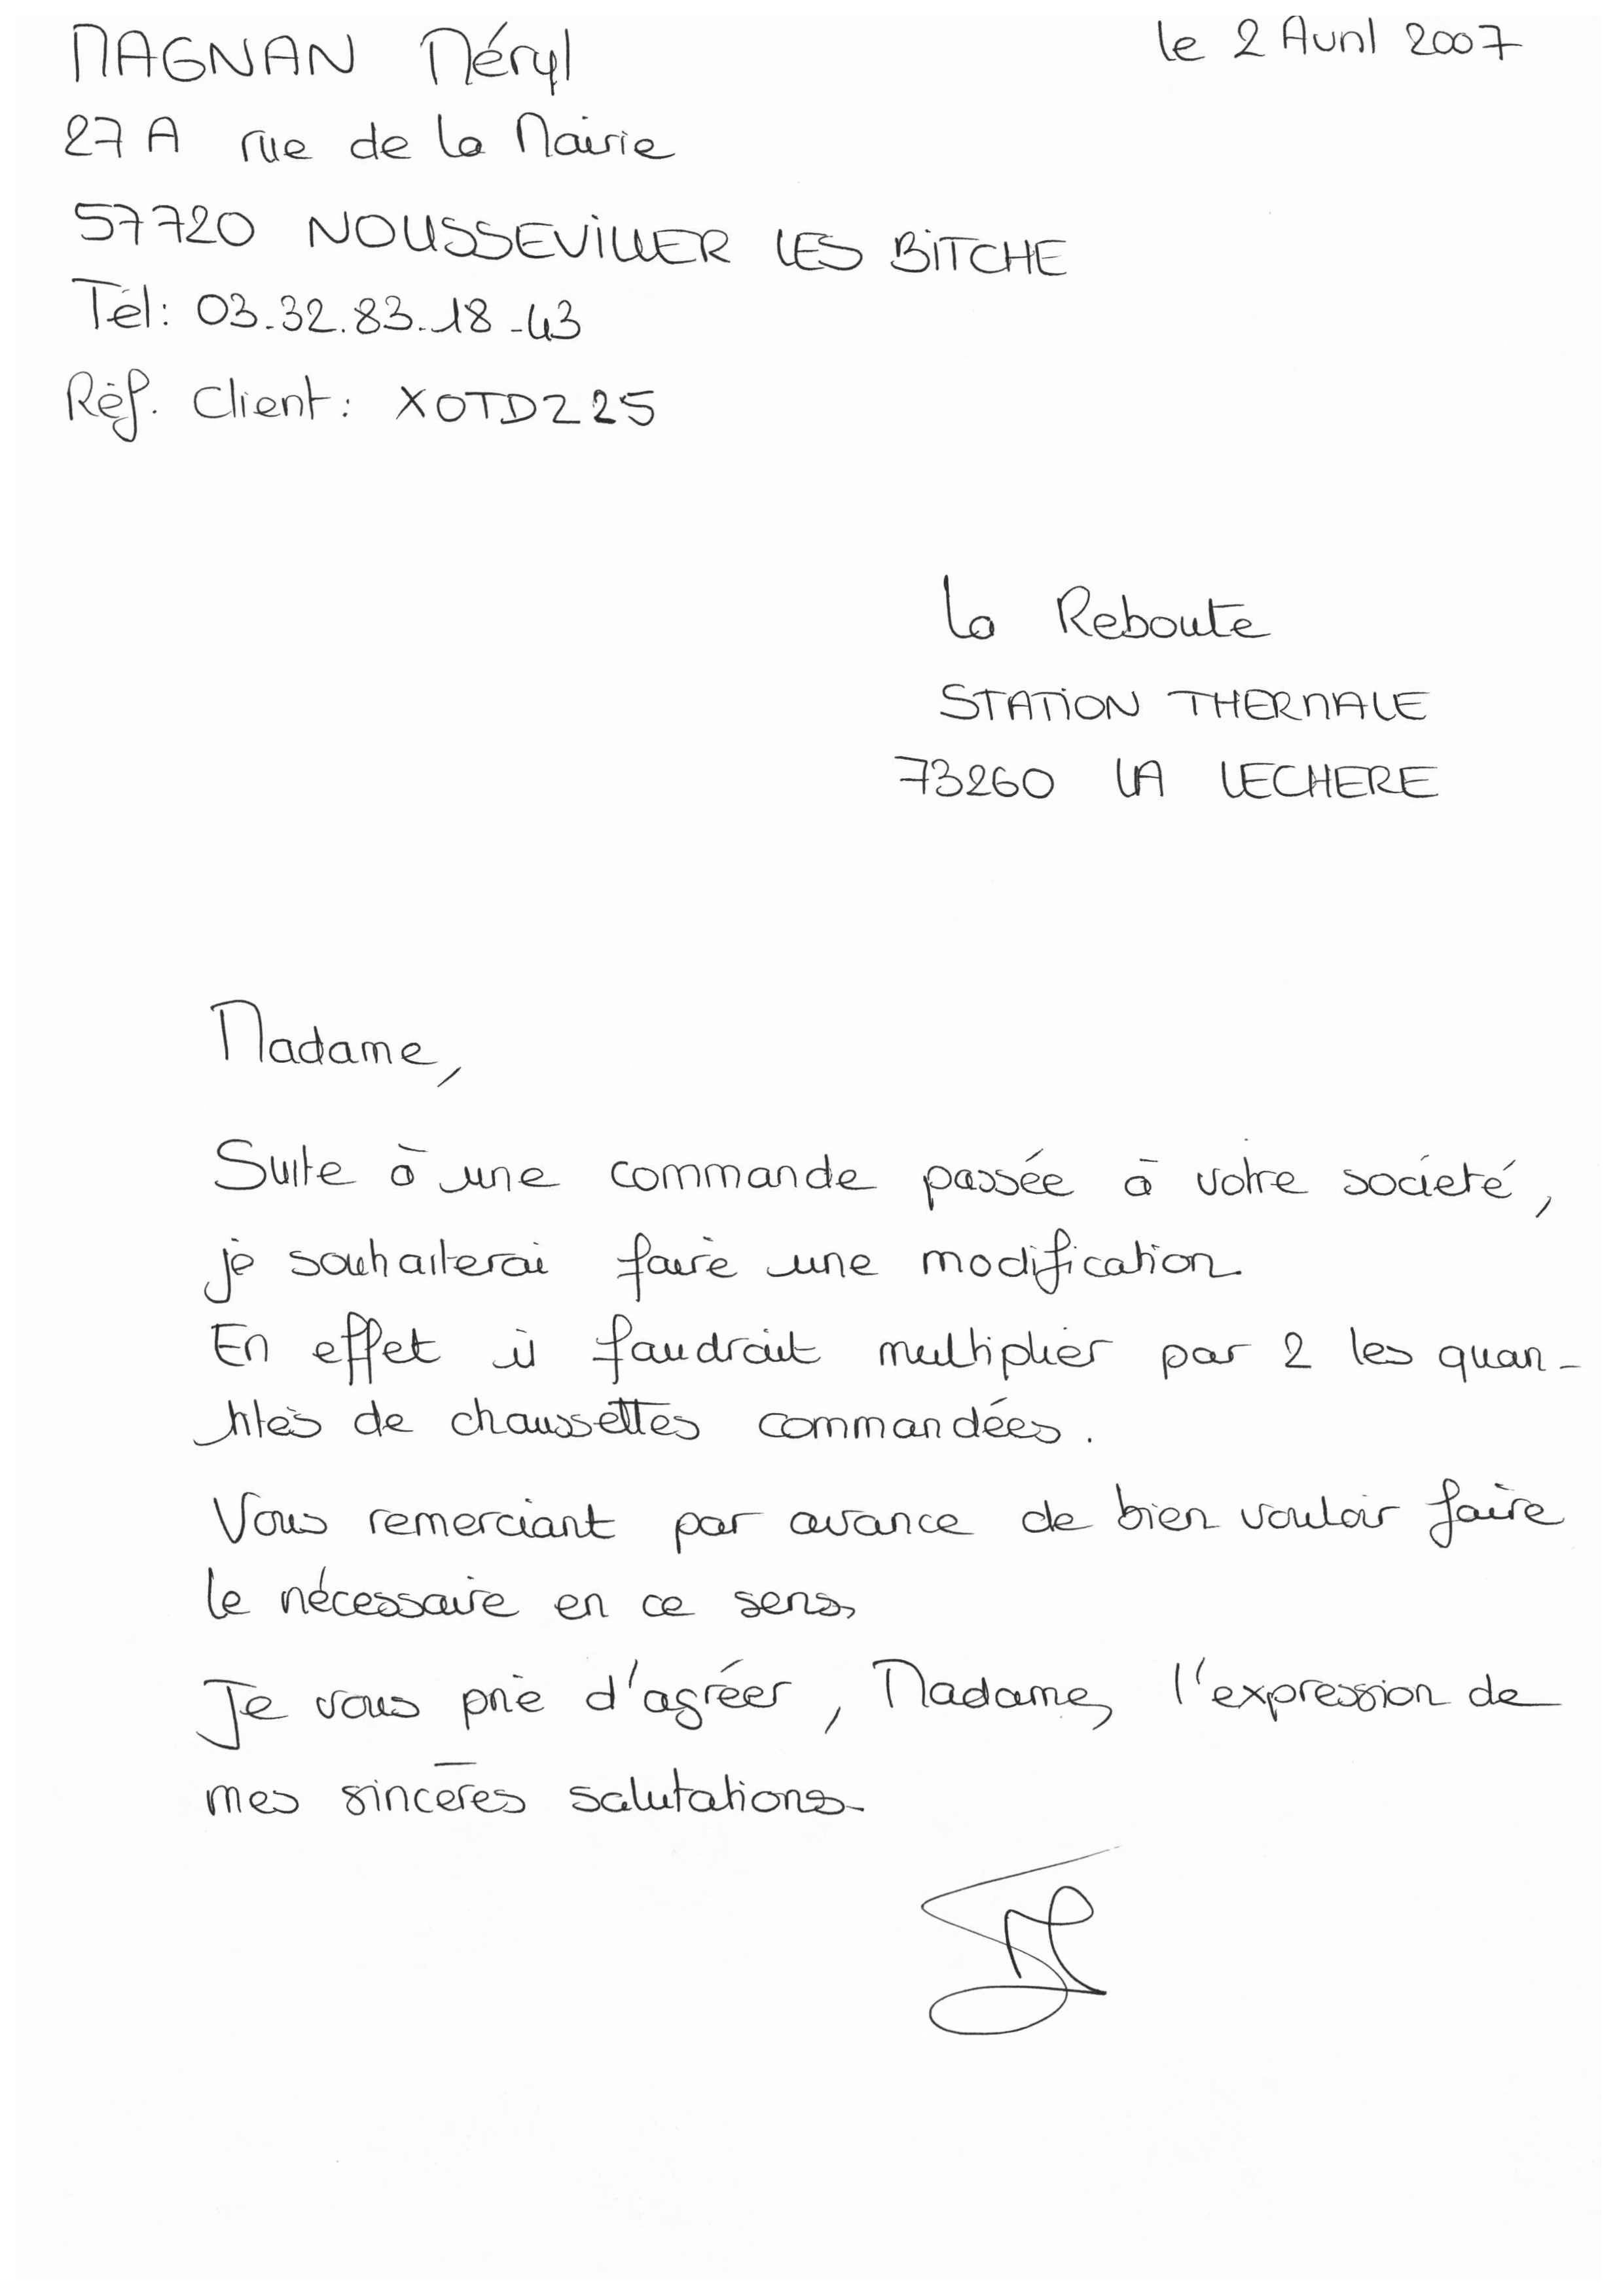 MAGNAN Méryl
le 2 Avril 2007
27 A rue de la Mairie
57720 NOUSSEVILLER LES BITCHE
Tél: 03.32.83.18.43
Réf. Client: XOTDZ25
La Reboute
STATION THERMALE
73260 LA LECHERE
Madame,
Suite à une commande passée à votre société,
je souhaiterai faire une modification.
En effet il faudrait multiplier par 2 les quan-
tités de chaussettes commandées.
Vous remerciant par avance de bien vouloir faire
le nécessaire en ce sens,
Je vous prie d'agréer, Madame, l'expression de
mes sincères salutations.